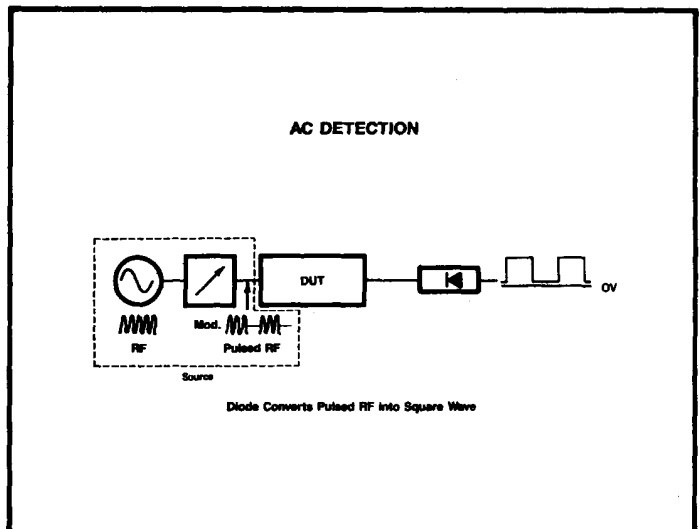 AC DETECTION
DUT
OV
Mod.
RF
Pulsed RF
Source
Diode Converts Pulsed RF into Square Wave